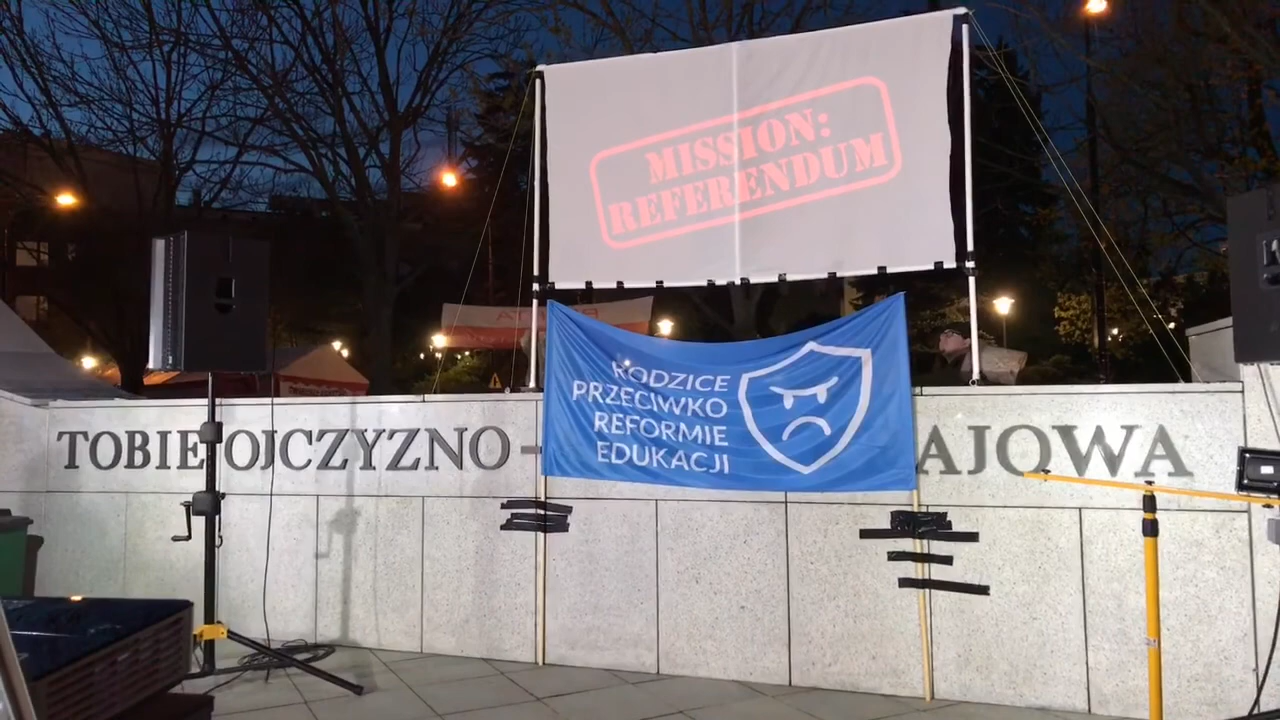 MISSION:
REFERENDUM
RODZICE
PRZECIWKO
REFORMIE
EDUKACJI
TOBIE OJCZYZNO - AJOWA